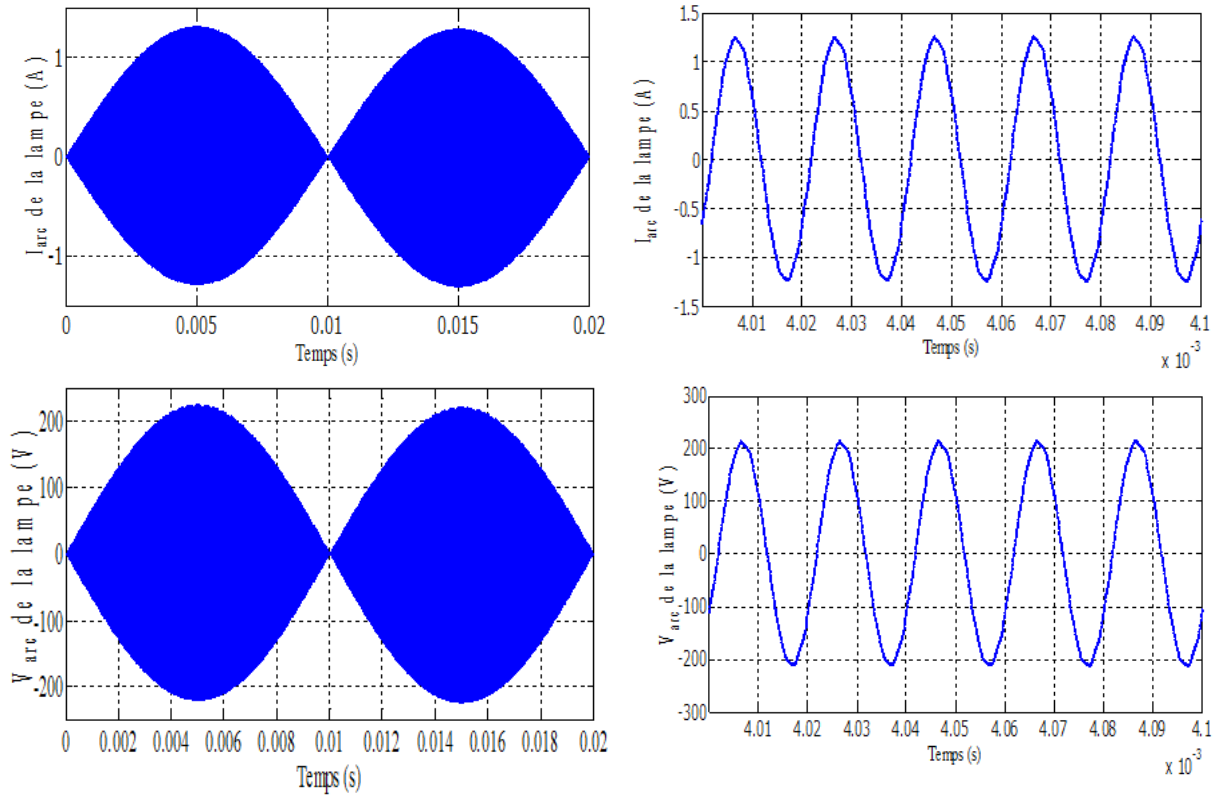 I arc de la lampe (A)
1
0
-1
0 0.005 0.01 0.015 0.02
Temps (s)
I arc de la lampe (A)
1.5
1
0.5
0
-0.5
-1
-1.5
4.01 4.02 4.03 4.04 4.05 4.06 4.07 4.08 4.09 4.1
Temps (s)
x 10⁻³
V arc de la lampe (V)
200
100
0
-100
-200
0 0.002 0.004 0.006 0.008 0.01 0.012 0.014 0.016 0.018 0.02
Temps (s)
V arc de la lampe (V)
300
200
100
0
-100
-200
-300
4.01 4.02 4.03 4.04 4.05 4.06 4.07 4.08 4.09 4.1
Temps (s)
x 10⁻³